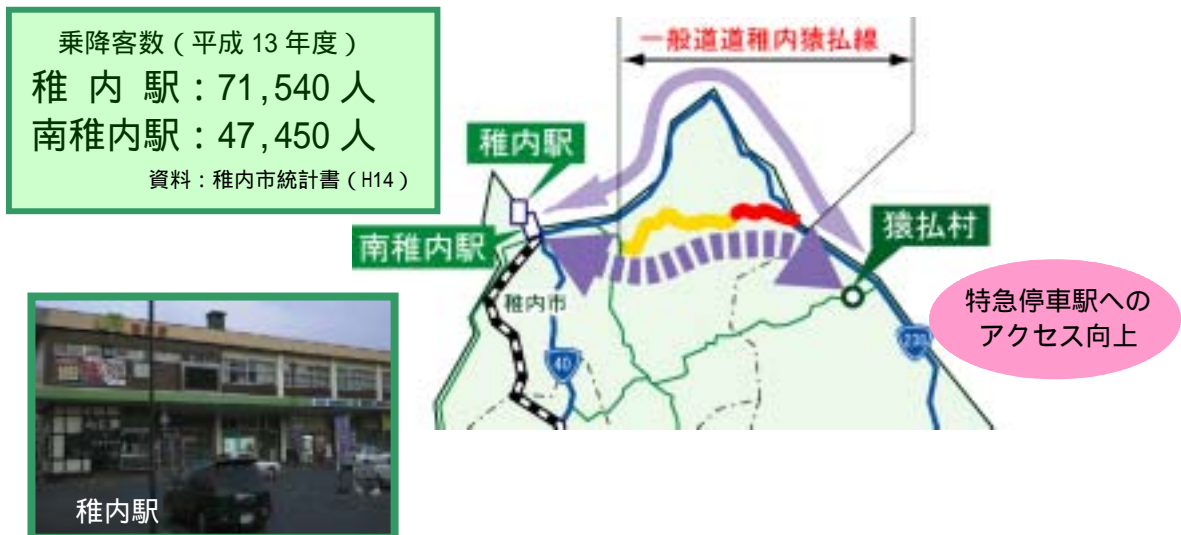 乗降客数（平成 13 年度）
稚 内 駅：71,540 人
南稚内駅：47,450 人
資料：稚内市統計書（H14）
一般道道稚内猿払線
稚内駅
南稚内駅
猿払村
稚内市
40
238
特急停車駅への
アクセス向上
稚内駅